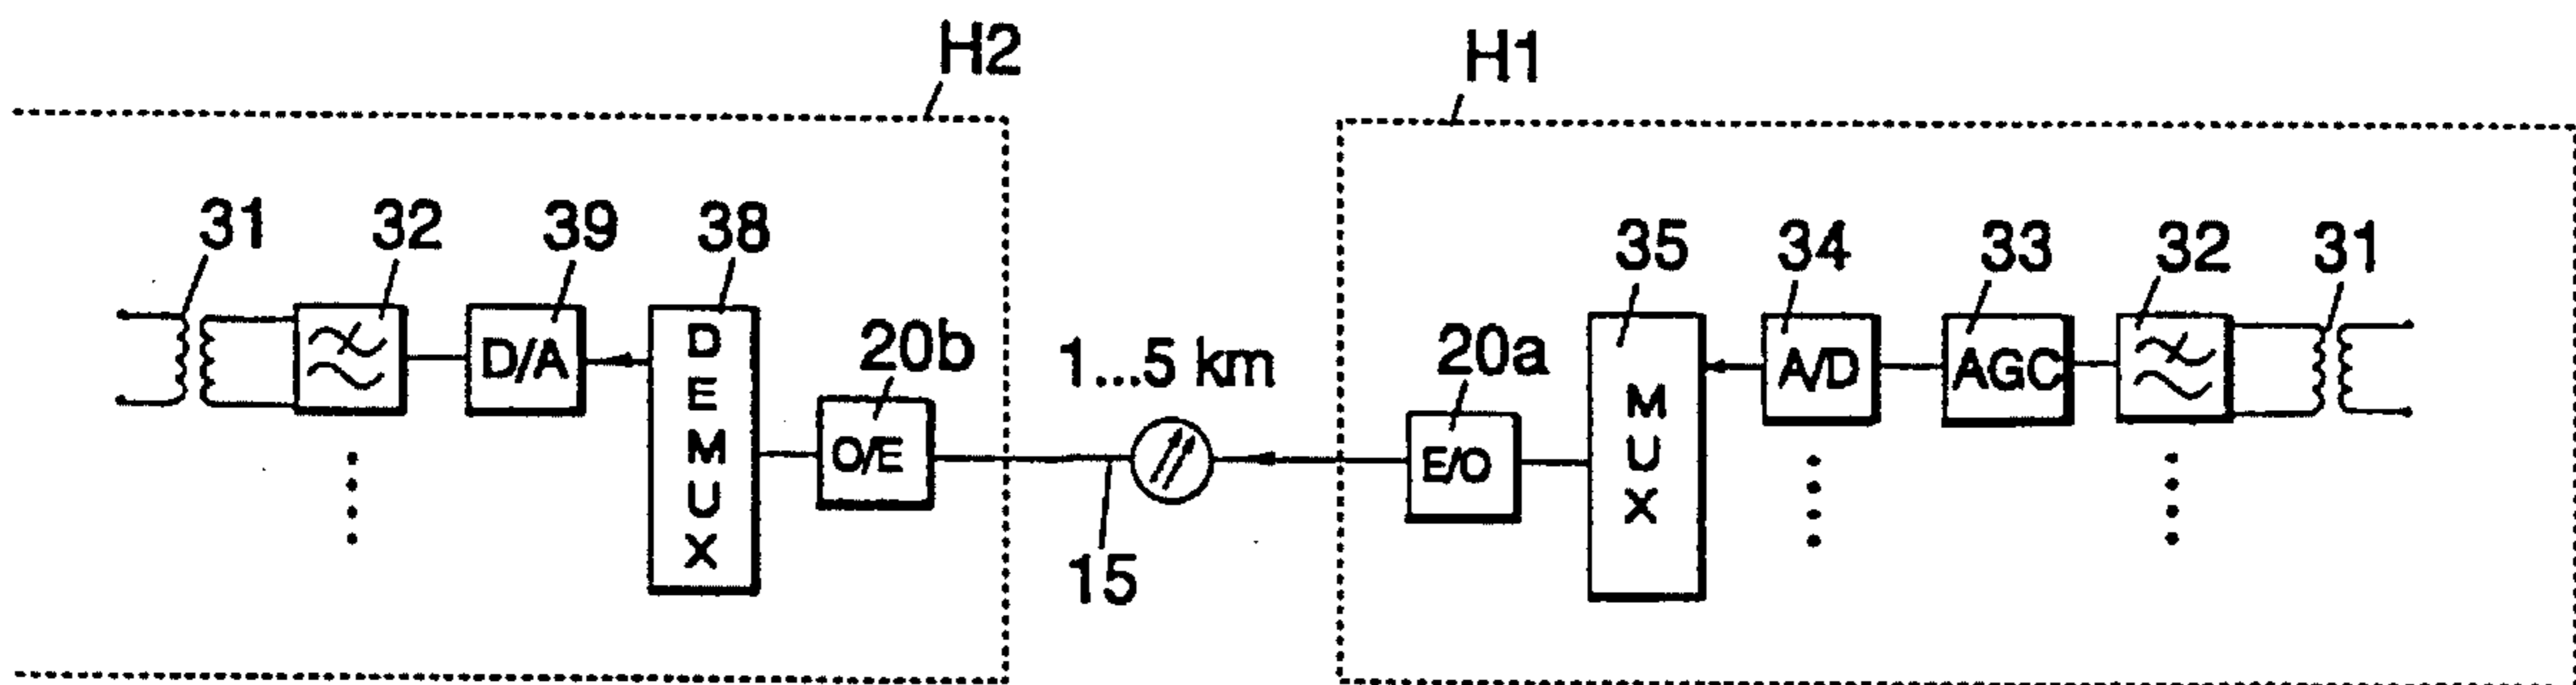 H2
H1
31
32
39
38
35
34
33
32
31
20b
1...5 km
20a
D/A
DEMUX
O/E
E/O
MUX
A/D
AGC
15